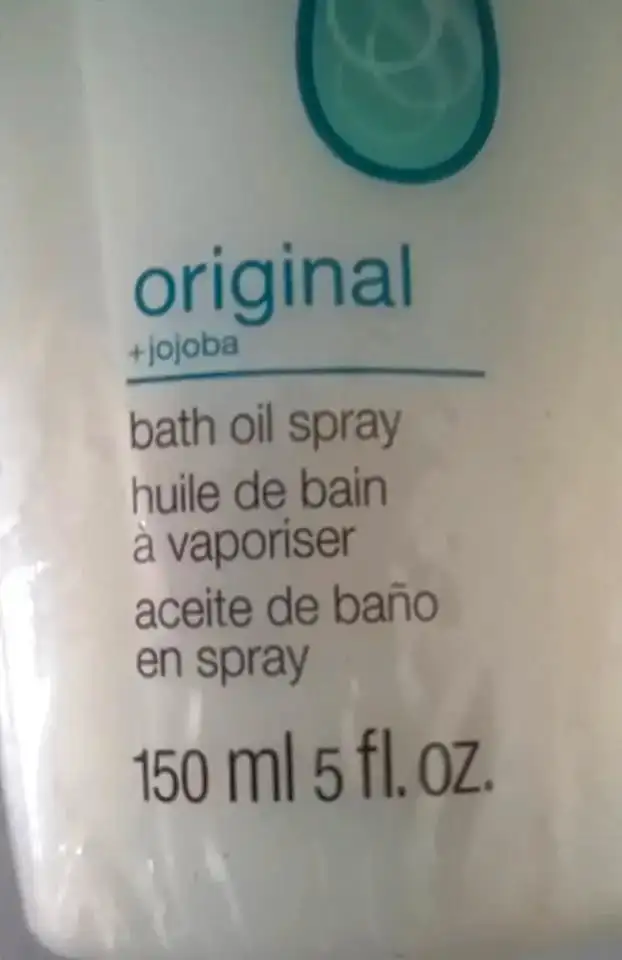 original
+jojoba
bath oil spray
huile de bain
à vaporiser
aceite de baño
en spray
150 ml 5 fl. oz.